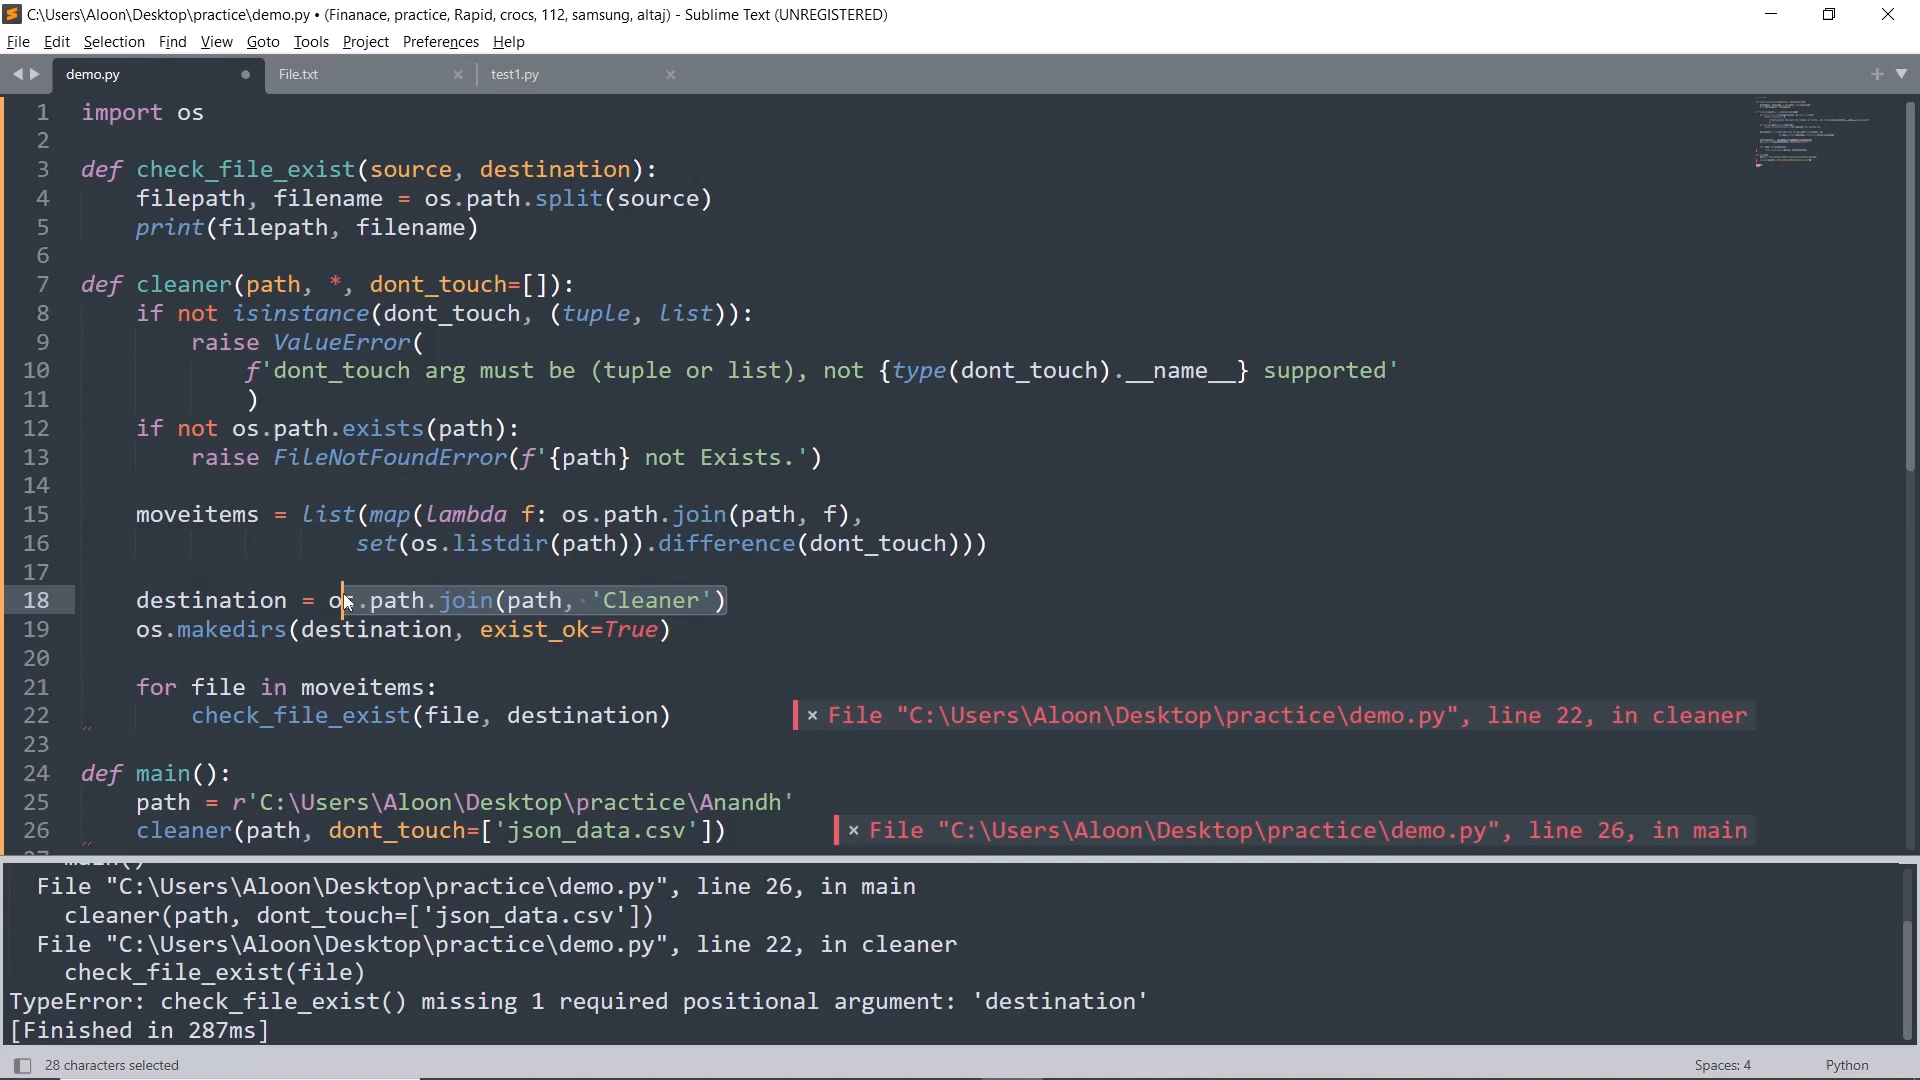 C:\Users\Aloon\Desktop\practice\demo.py • (Finanace, practice, Rapid, crocs, 112, samsung, altaj) - Sublime Text (UNREGISTERED)
File Edit Selection Find View Goto Tools Project Preferences Help
demo.py File.txt test1.py
1 import os
2
3 def check_file_exist(source, destination):
4 filepath, filename = os.path.split(source)
5 print(filepath, filename)
6
7 def cleaner(path, *, dont_touch=[]):
8 if not isinstance(dont_touch, (tuple, list)):
9 raise ValueError(
10 f'dont_touch arg must be (tuple or list), not {type(dont_touch).__name__} supported'
11 )
12 if not os.path.exists(path):
13 raise FileNotFoundError(f'{path} not Exists.')
14
15 moveitems = list(map(lambda f: os.path.join(path, f),
16 set(os.listdir(path)).difference(dont_touch)))
17
18 destination = os.path.join(path, 'Cleaner')
19 os.makedirs(destination, exist_ok=True)
20
21 for file in moveitems:
22 check_file_exist(file, destination) × File "C:\Users\Aloon\Desktop\practice\demo.py", line 22, in cleaner
23
24 def main():
25 path = r'C:\Users\Aloon\Desktop\practice\Anandh'
26 cleaner(path, dont_touch=['json_data.csv']) × File "C:\Users\Aloon\Desktop\practice\demo.py", line 26, in main
27
main()
File "C:\Users\Aloon\Desktop\practice\demo.py", line 26, in main
cleaner(path, dont_touch=['json_data.csv'])
File "C:\Users\Aloon\Desktop\practice\demo.py", line 22, in cleaner
check_file_exist(file)
TypeError: check_file_exist() missing 1 required positional argument: 'destination'
[Finished in 287ms]
28 characters selected Spaces: 4 Python